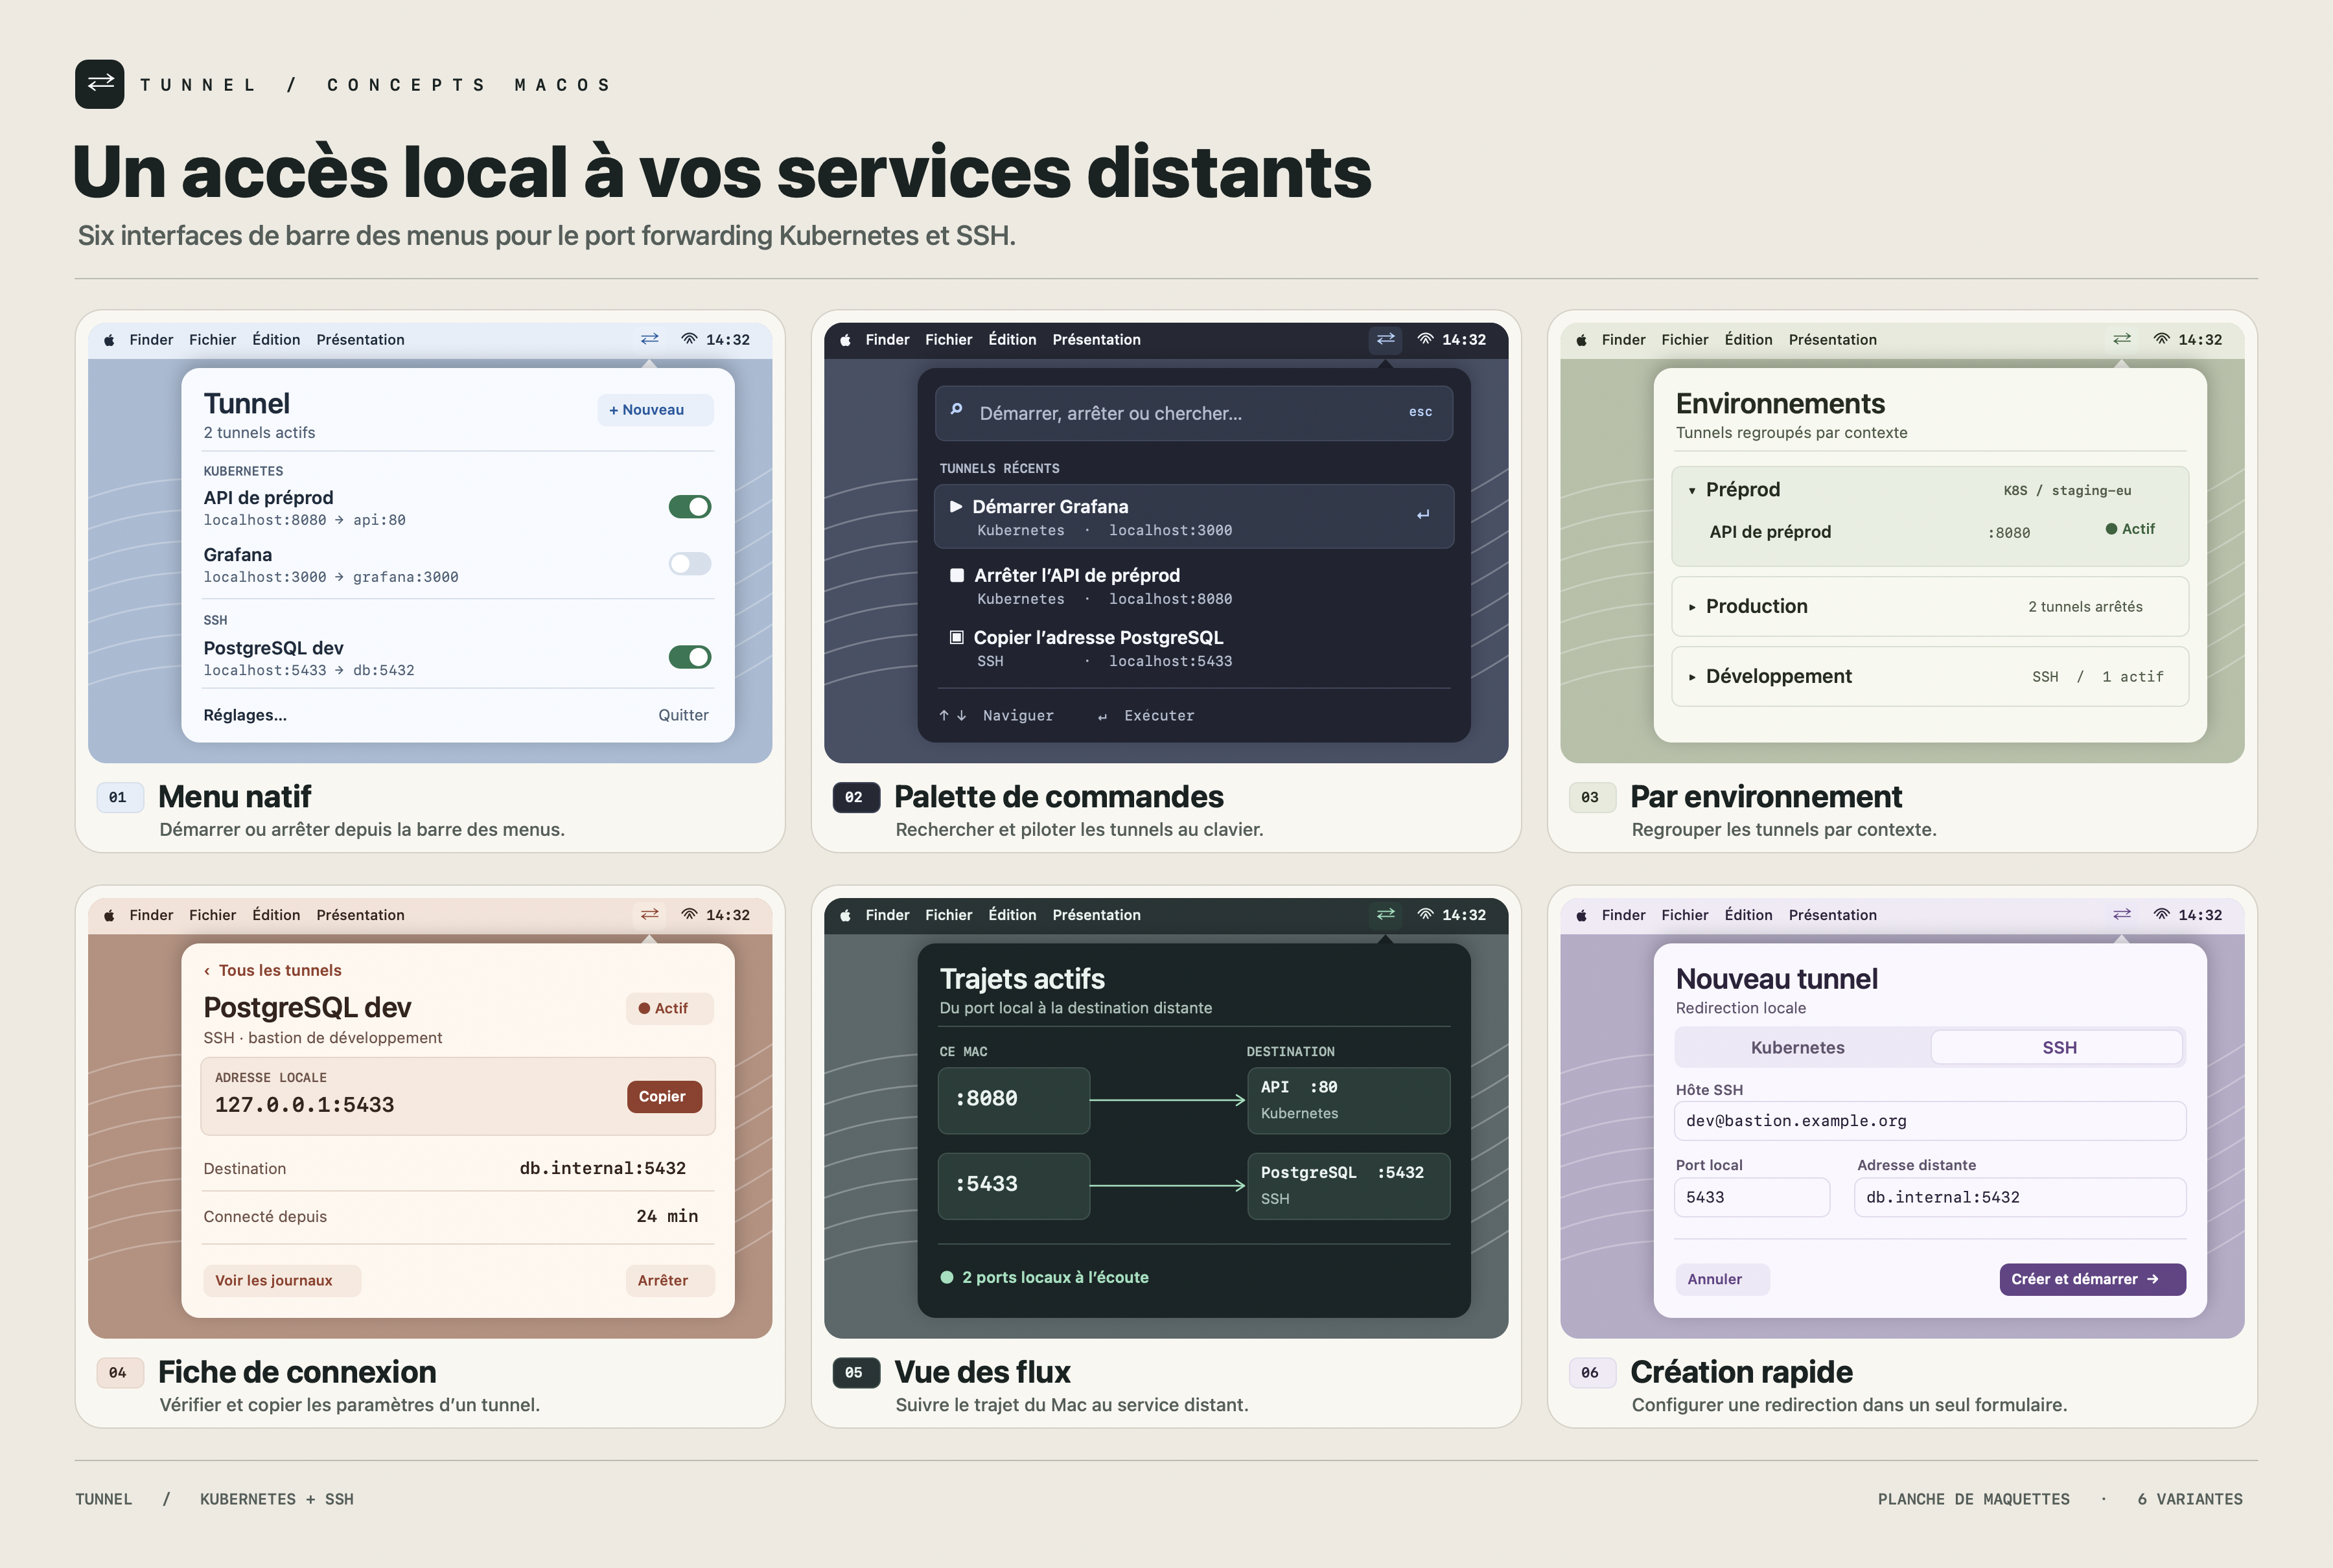 TUNNEL / CONCEPTS MACOS
Un accès local à vos services distants
Six interfaces de barre des menus pour le port forwarding Kubernetes et SSH.
Finder Fichier Édition Présentation 14:32
Tunnel
+ Nouveau
2 tunnels actifs
KUBERNETES
API de préprod
localhost:8080 → api:80
Grafana
localhost:3000 → grafana:3000
SSH
PostgreSQL dev
localhost:5433 → db:5432
Réglages... Quitter
01 Menu natif
Démarrer ou arrêter depuis la barre des menus.
Finder Fichier Édition Présentation 14:32
Démarrer, arrêter ou chercher... esc
TUNNELS RÉCENTS
Démarrer Grafana ↵
Kubernetes · localhost:3000
Arrêter l’API de préprod
Kubernetes · localhost:8080
Copier l’adresse PostgreSQL
SSH · localhost:5433
↑ ↓ Naviguer ↵ Exécuter
02 Palette de commandes
Rechercher et piloter les tunnels au clavier.
Finder Fichier Édition Présentation 14:32
Environnements
Tunnels regroupés par contexte
▾ Préprod K8S / staging-eu
API de préprod :8080 ● Actif
▸ Production 2 tunnels arrêtés
▸ Développement SSH / 1 actif
03 Par environnement
Regrouper les tunnels par contexte.
Finder Fichier Édition Présentation 14:32
‹ Tous les tunnels
PostgreSQL dev ● Actif
SSH · bastion de développement
ADRESSE LOCALE
127.0.0.1:5433 Copier
Destination db.internal:5432
Connecté depuis 24 min
Voir les journaux Arrêter
04 Fiche de connexion
Vérifier et copier les paramètres d’un tunnel.
Finder Fichier Édition Présentation 14:32
Trajets actifs
Du port local à la destination distante
CE MAC DESTINATION
:8080 API :80
Kubernetes
:5433 PostgreSQL :5432
SSH
● 2 ports locaux à l’écoute
05 Vue des flux
Suivre le trajet du Mac au service distant.
Finder Fichier Édition Présentation 14:32
Nouveau tunnel
Redirection locale
Kubernetes SSH
Hôte SSH
dev@bastion.example.org
Port local Adresse distante
5433 db.internal:5432
Annuler Créer et démarrer →
06 Création rapide
Configurer une redirection dans un seul formulaire.
TUNNEL / KUBERNETES + SSH
PLANCHE DE MAQUETTES · 6 VARIANTES